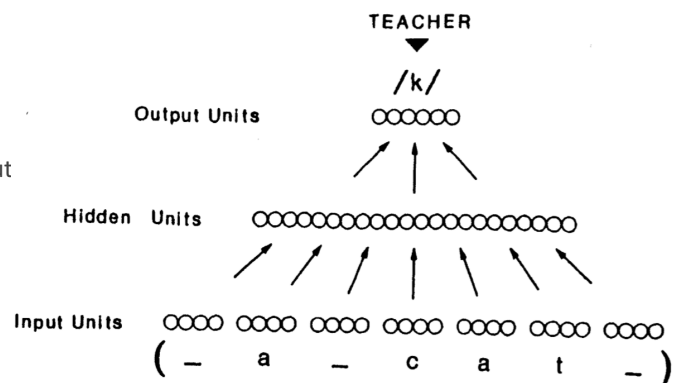 TEACHER
/k/
Output Units
Hidden Units
Input Units
( _ a _ c a t _ )